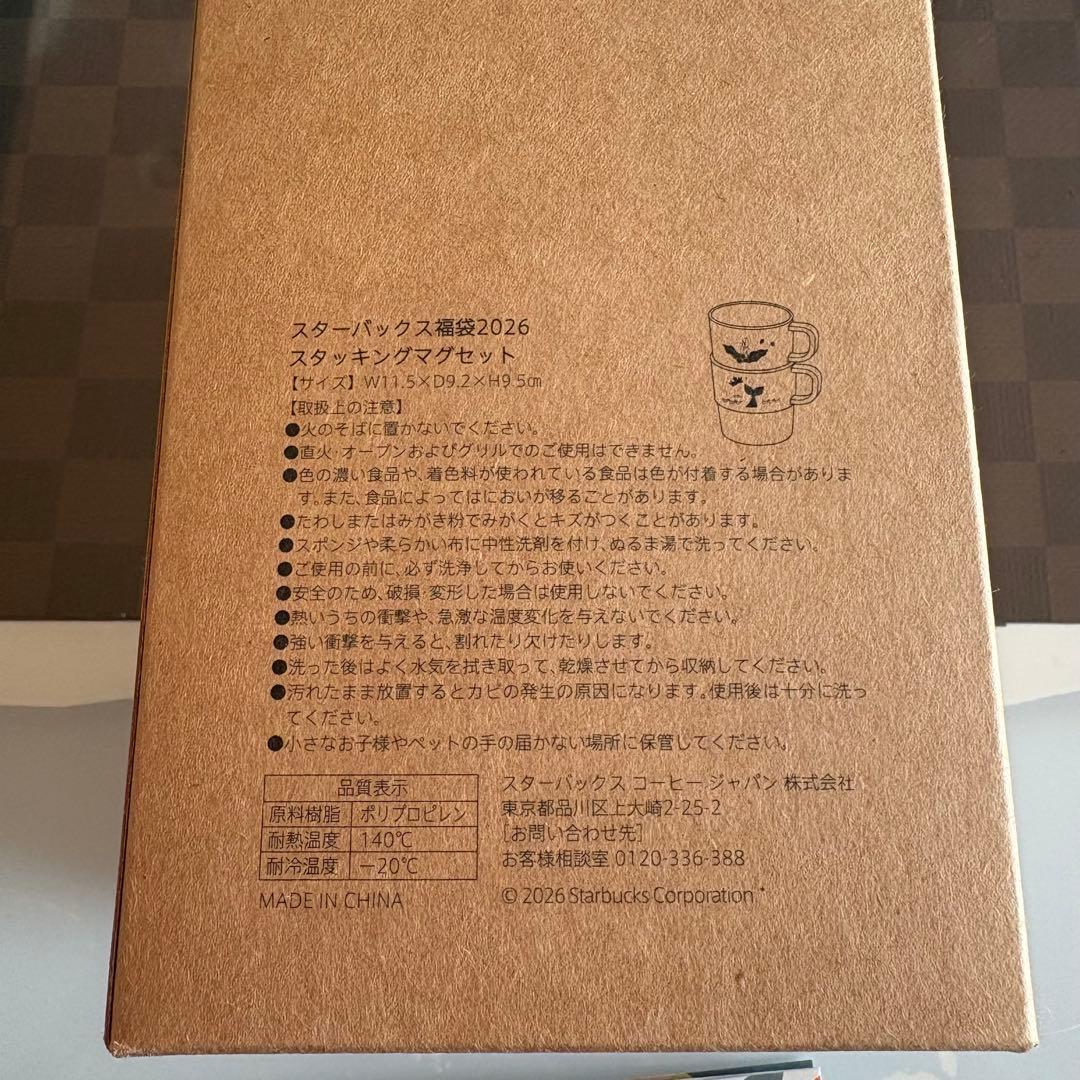 スターバックス福袋2026
スタッキングマグセット
【サイズ】W11.5×D9.2×H9.5㎝
【取扱上の注意】
●火のそばに置かないでください。
●直火・オーブンおよびグリルでのご使用はできません。
●色の濃い食品や、着色料が使われている食品は色が付着する場合がありま
す。また、食品によってはにおいが移ることがあります。
●たわしまたはみがき粉でみがくとキズがつくことがあります。
●スポンジや柔らかい布に中性洗剤を付け、ぬるま湯で洗ってください。
●ご使用の前に、必ず洗浄してからお使いください。
●安全のため、破損・変形した場合は使用しないでください。
●熱いうちの衝撃や、急激な温度変化を与えないでください。
●強い衝撃を与えると、割れたり欠けたりします。
●洗った後はよく水気を拭き取って、乾燥させてから収納してください。
●汚れたまま放置するとカビの発生の原因になります。使用後は十分に洗っ
てください。
●小さなお子様やペットの手の届かない場所に保管してください。
品質表示
原料樹脂 ポリプロピレン
耐熱温度 140℃
耐冷温度 −20℃
MADE IN CHINA
スターバックス コーヒー ジャパン 株式会社
東京都品川区上大崎2-25-2
[お問い合わせ先]
お客様相談室 0120-336-388
© 2026 Starbucks Corporation